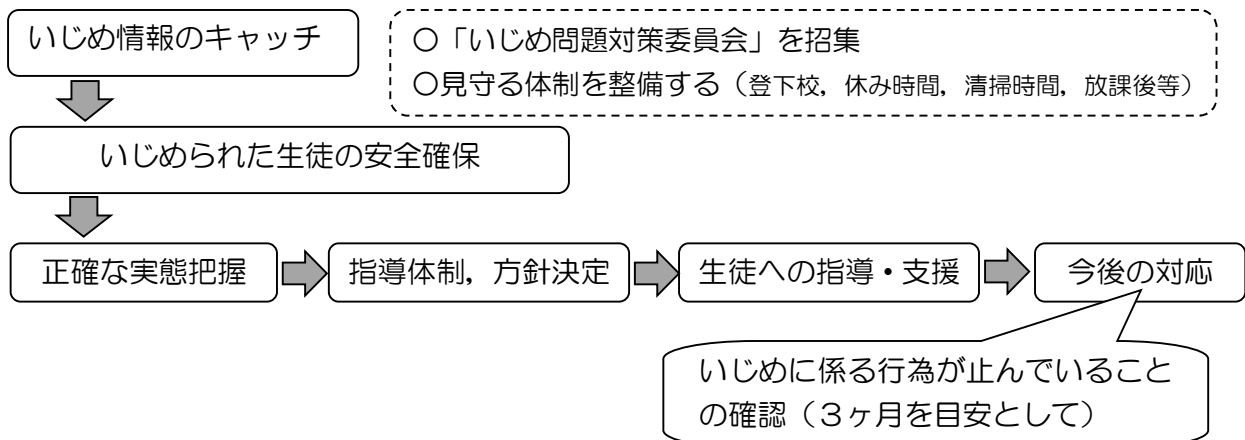 いじめ情報のキャッチ
○「いじめ問題対策委員会」を招集
○見守る体制を整備する（登下校，休み時間，清掃時間，放課後等）
いじめられた生徒の安全確保
正確な実態把握
指導体制，方針決定
生徒への指導・支援
今後の対応
いじめに係る行為が止んでいること
の確認（３ヶ月を目安として）